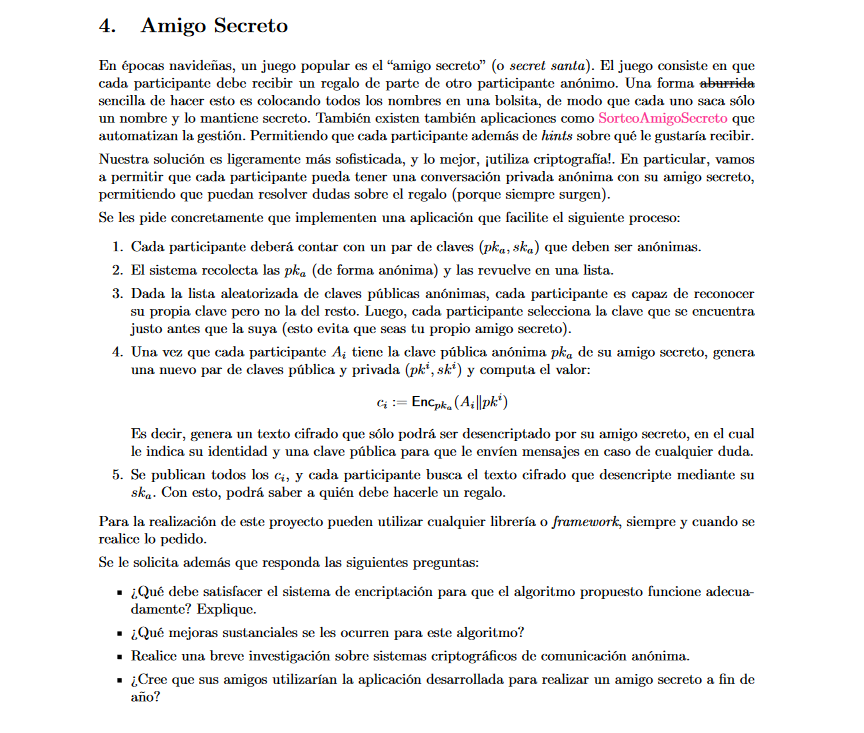 4. Amigo Secreto
En épocas navideñas, un juego popular es el “amigo secreto” (o secret santa). El juego consiste en que
cada participante debe recibir un regalo de parte de otro participante anónimo. Una forma aburrida
sencilla de hacer esto es colocando todos los nombres en una bolsita, de modo que cada uno saca sólo
un nombre y lo mantiene secreto. También existen también aplicaciones como SorteoAmigoSecreto que
automatizan la gestión. Permitiendo que cada participante además de hints sobre qué le gustaría recibir.
Nuestra solución es ligeramente más sofisticada, y lo mejor, ¡utiliza criptografía!. En particular, vamos
a permitir que cada participante pueda tener una conversación privada anónima con su amigo secreto,
permitiendo que puedan resolver dudas sobre el regalo (porque siempre surgen).
Se les pide concretamente que implementen una aplicación que facilite el siguiente proceso:
1. Cada participante deberá contar con un par de claves (pkₐ, skₐ) que deben ser anónimas.
2. El sistema recolecta las pkₐ (de forma anónima) y las revuelve en una lista.
3. Dada la lista aleatorizada de claves públicas anónimas, cada participante es capaz de reconocer
su propia clave pero no la del resto. Luego, cada participante selecciona la clave que se encuentra
justo antes que la suya (esto evita que seas tu propio amigo secreto).
4. Una vez que cada participante Aᵢ tiene la clave pública anónima pkₐ de su amigo secreto, genera
una nuevo par de claves pública y privada (pkⁱ, skⁱ) y computa el valor:
cᵢ := Enc_pkₐ(Aᵢ‖pkⁱ)
Es decir, genera un texto cifrado que sólo podrá ser desencriptado por su amigo secreto, en el cual
le indica su identidad y una clave pública para que le envíen mensajes en caso de cualquier duda.
5. Se publican todos los cᵢ, y cada participante busca el texto cifrado que desencripte mediante su
skₐ. Con esto, podrá saber a quién debe hacerle un regalo.
Para la realización de este proyecto pueden utilizar cualquier librería o framework, siempre y cuando se
realice lo pedido.
Se le solicita además que responda las siguientes preguntas:
▪ ¿Qué debe satisfacer el sistema de encriptación para que el algoritmo propuesto funcione adecua-
damente? Explique.
▪ ¿Qué mejoras sustanciales se les ocurren para este algoritmo?
▪ Realice una breve investigación sobre sistemas criptográficos de comunicación anónima.
▪ ¿Cree que sus amigos utilizarían la aplicación desarrollada para realizar un amigo secreto a fin de
año?